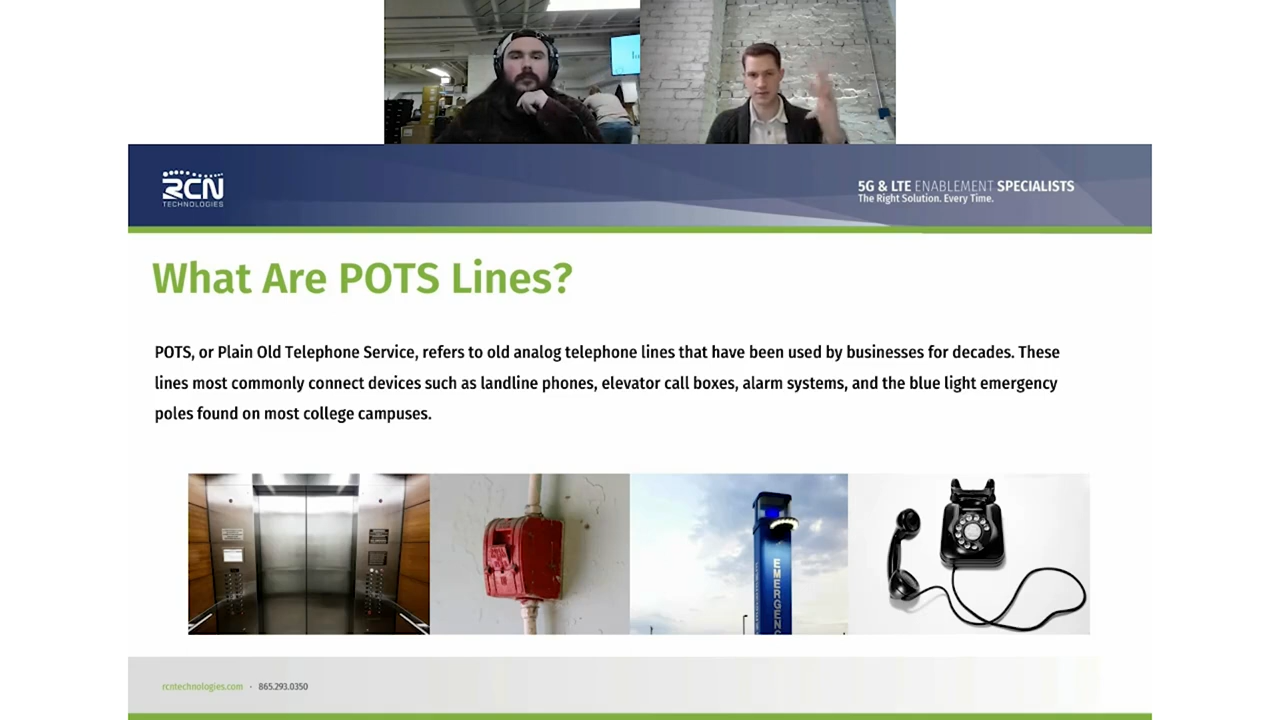 RCN
TECHNOLOGIES
5G & LTE ENABLEMENT SPECIALISTS
The Right Solution. Every Time.
What Are POTS Lines?
POTS, or Plain Old Telephone Service, refers to old analog telephone lines that have been used by businesses for decades. These
lines most commonly connect devices such as landline phones, elevator call boxes, alarm systems, and the blue light emergency
poles found on most college campuses.
EMERGENC
rcntechnologies.com · 865.293.0350